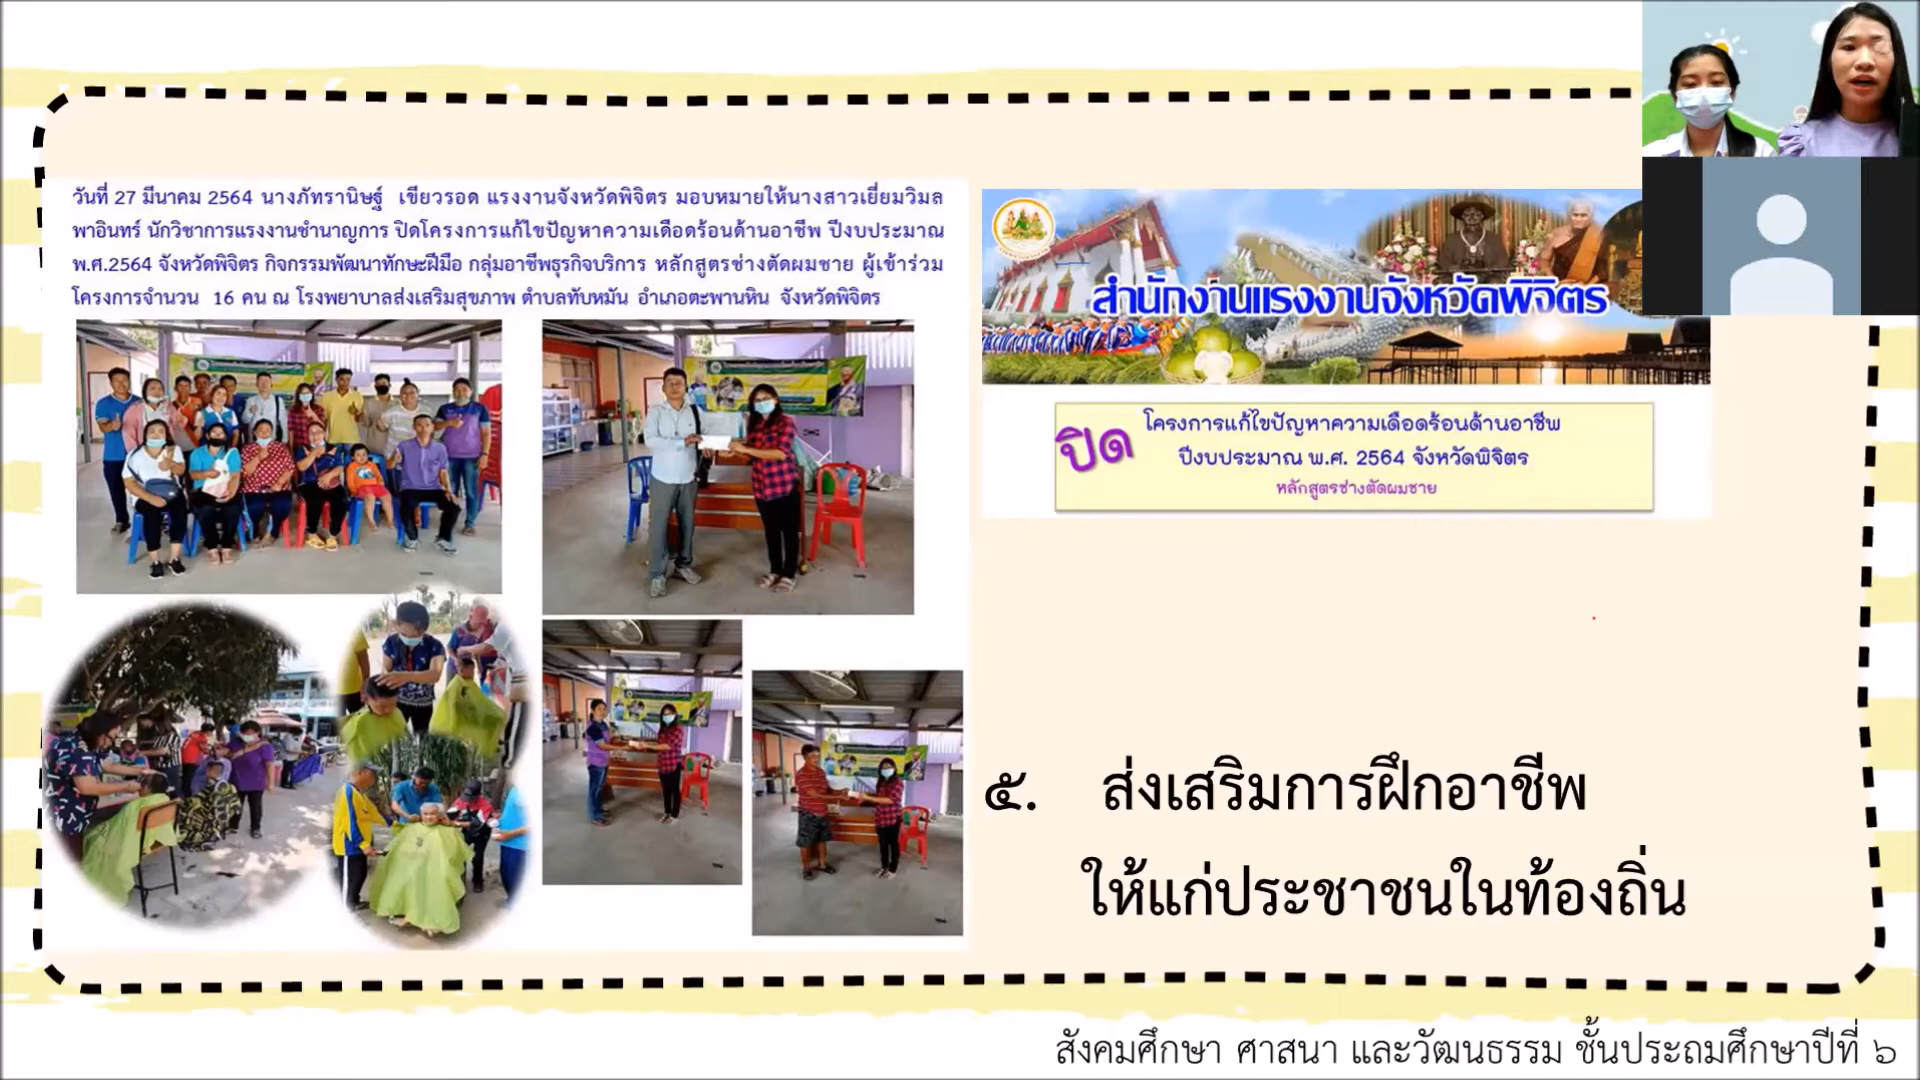 วันที่ 27 มีนาคม 2564 นางภัทรานิษฐ์ เขียวรอด แรงงานจังหวัดพิจิตร มอบหมายให้นางสาวเยี่ยมวิมล
พาอินทร์ นักวิชาการแรงงานชำนาญการ ปิดโครงการแก้ไขปัญหาความเดือดร้อนด้านอาชีพ ปีงบประมาณ
พ.ศ.2564 จังหวัดพิจิตร กิจกรรมพัฒนาทักษะฝีมือ กลุ่มอาชีพธุรกิจบริการ หลักสูตรช่างตัดผมชาย ผู้เข้าร่วม
โครงการจำนวน 16 คน ณ โรงพยาบาลส่งเสริมสุขภาพ ตำบลทับหมัน อำเภอตะพานหิน จังหวัดพิจิตร
สำนักงานแรงงานจังหวัดพิจิตร
ปิด โครงการแก้ไขปัญหาความเดือดร้อนด้านอาชีพ
ปีงบประมาณ พ.ศ. 2564 จังหวัดพิจิตร
หลักสูตรช่างตัดผมชาย
๕. ส่งเสริมการฝึกอาชีพ
ให้แก่ประชาชนในท้องถิ่น
สังคมศึกษา ศาสนา และวัฒนธรรม ชั้นประถมศึกษาปีที่ ๖